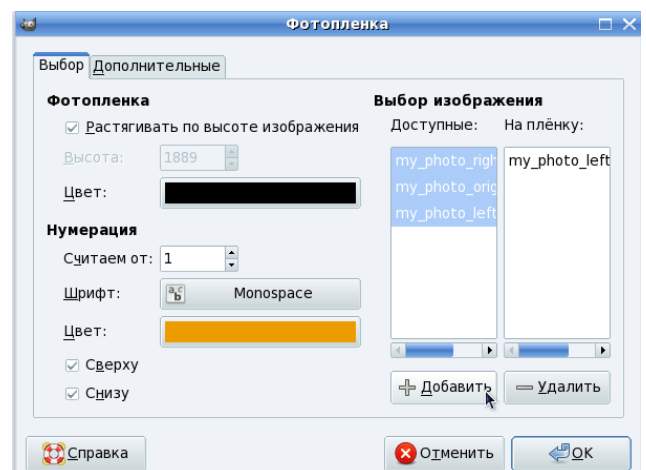 Фотопленка
Выбор Дополнительные
Фотопленка
Растягивать по высоте изображения
Высота: 1889
Цвет:
Нумерация
Считаем от: 1
Шрифт: Monospace
Цвет:
Сверху
Снизу
Выбор изображения
Доступные: На плёнку:
my_photo_righ my_photo_left
my_photo_orig
my_photo_left
Добавить Удалить
Справка Отменить OK